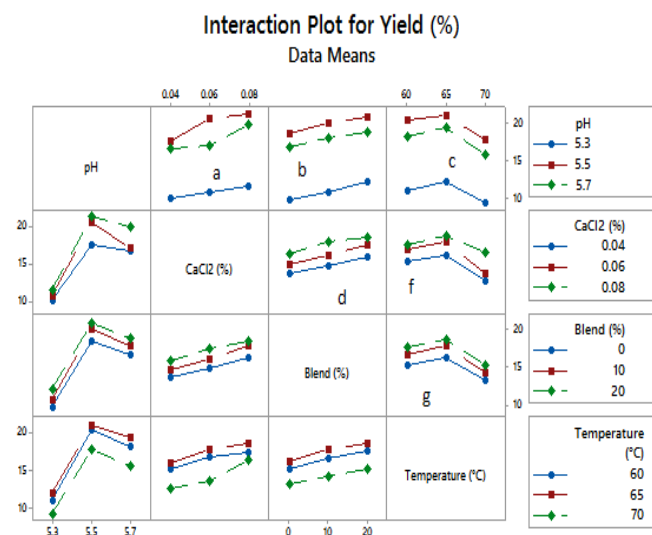 Interaction Plot for Yield (%)
Data Means
0.04 0.06 0.08 60 65 70
pH
a
b
c
20
15
10
pH
5.3
5.5
5.7
20
15
10
CaCl2 (%)
d
f
CaCl2 (%)
0.04
0.06
0.08
Blend (%)
g
20
15
10
Blend (%)
0
10
20
20
15
10
Temperature (°C)
Temperature
(°C)
60
65
70
5.3 5.5 5.7 0 10 20